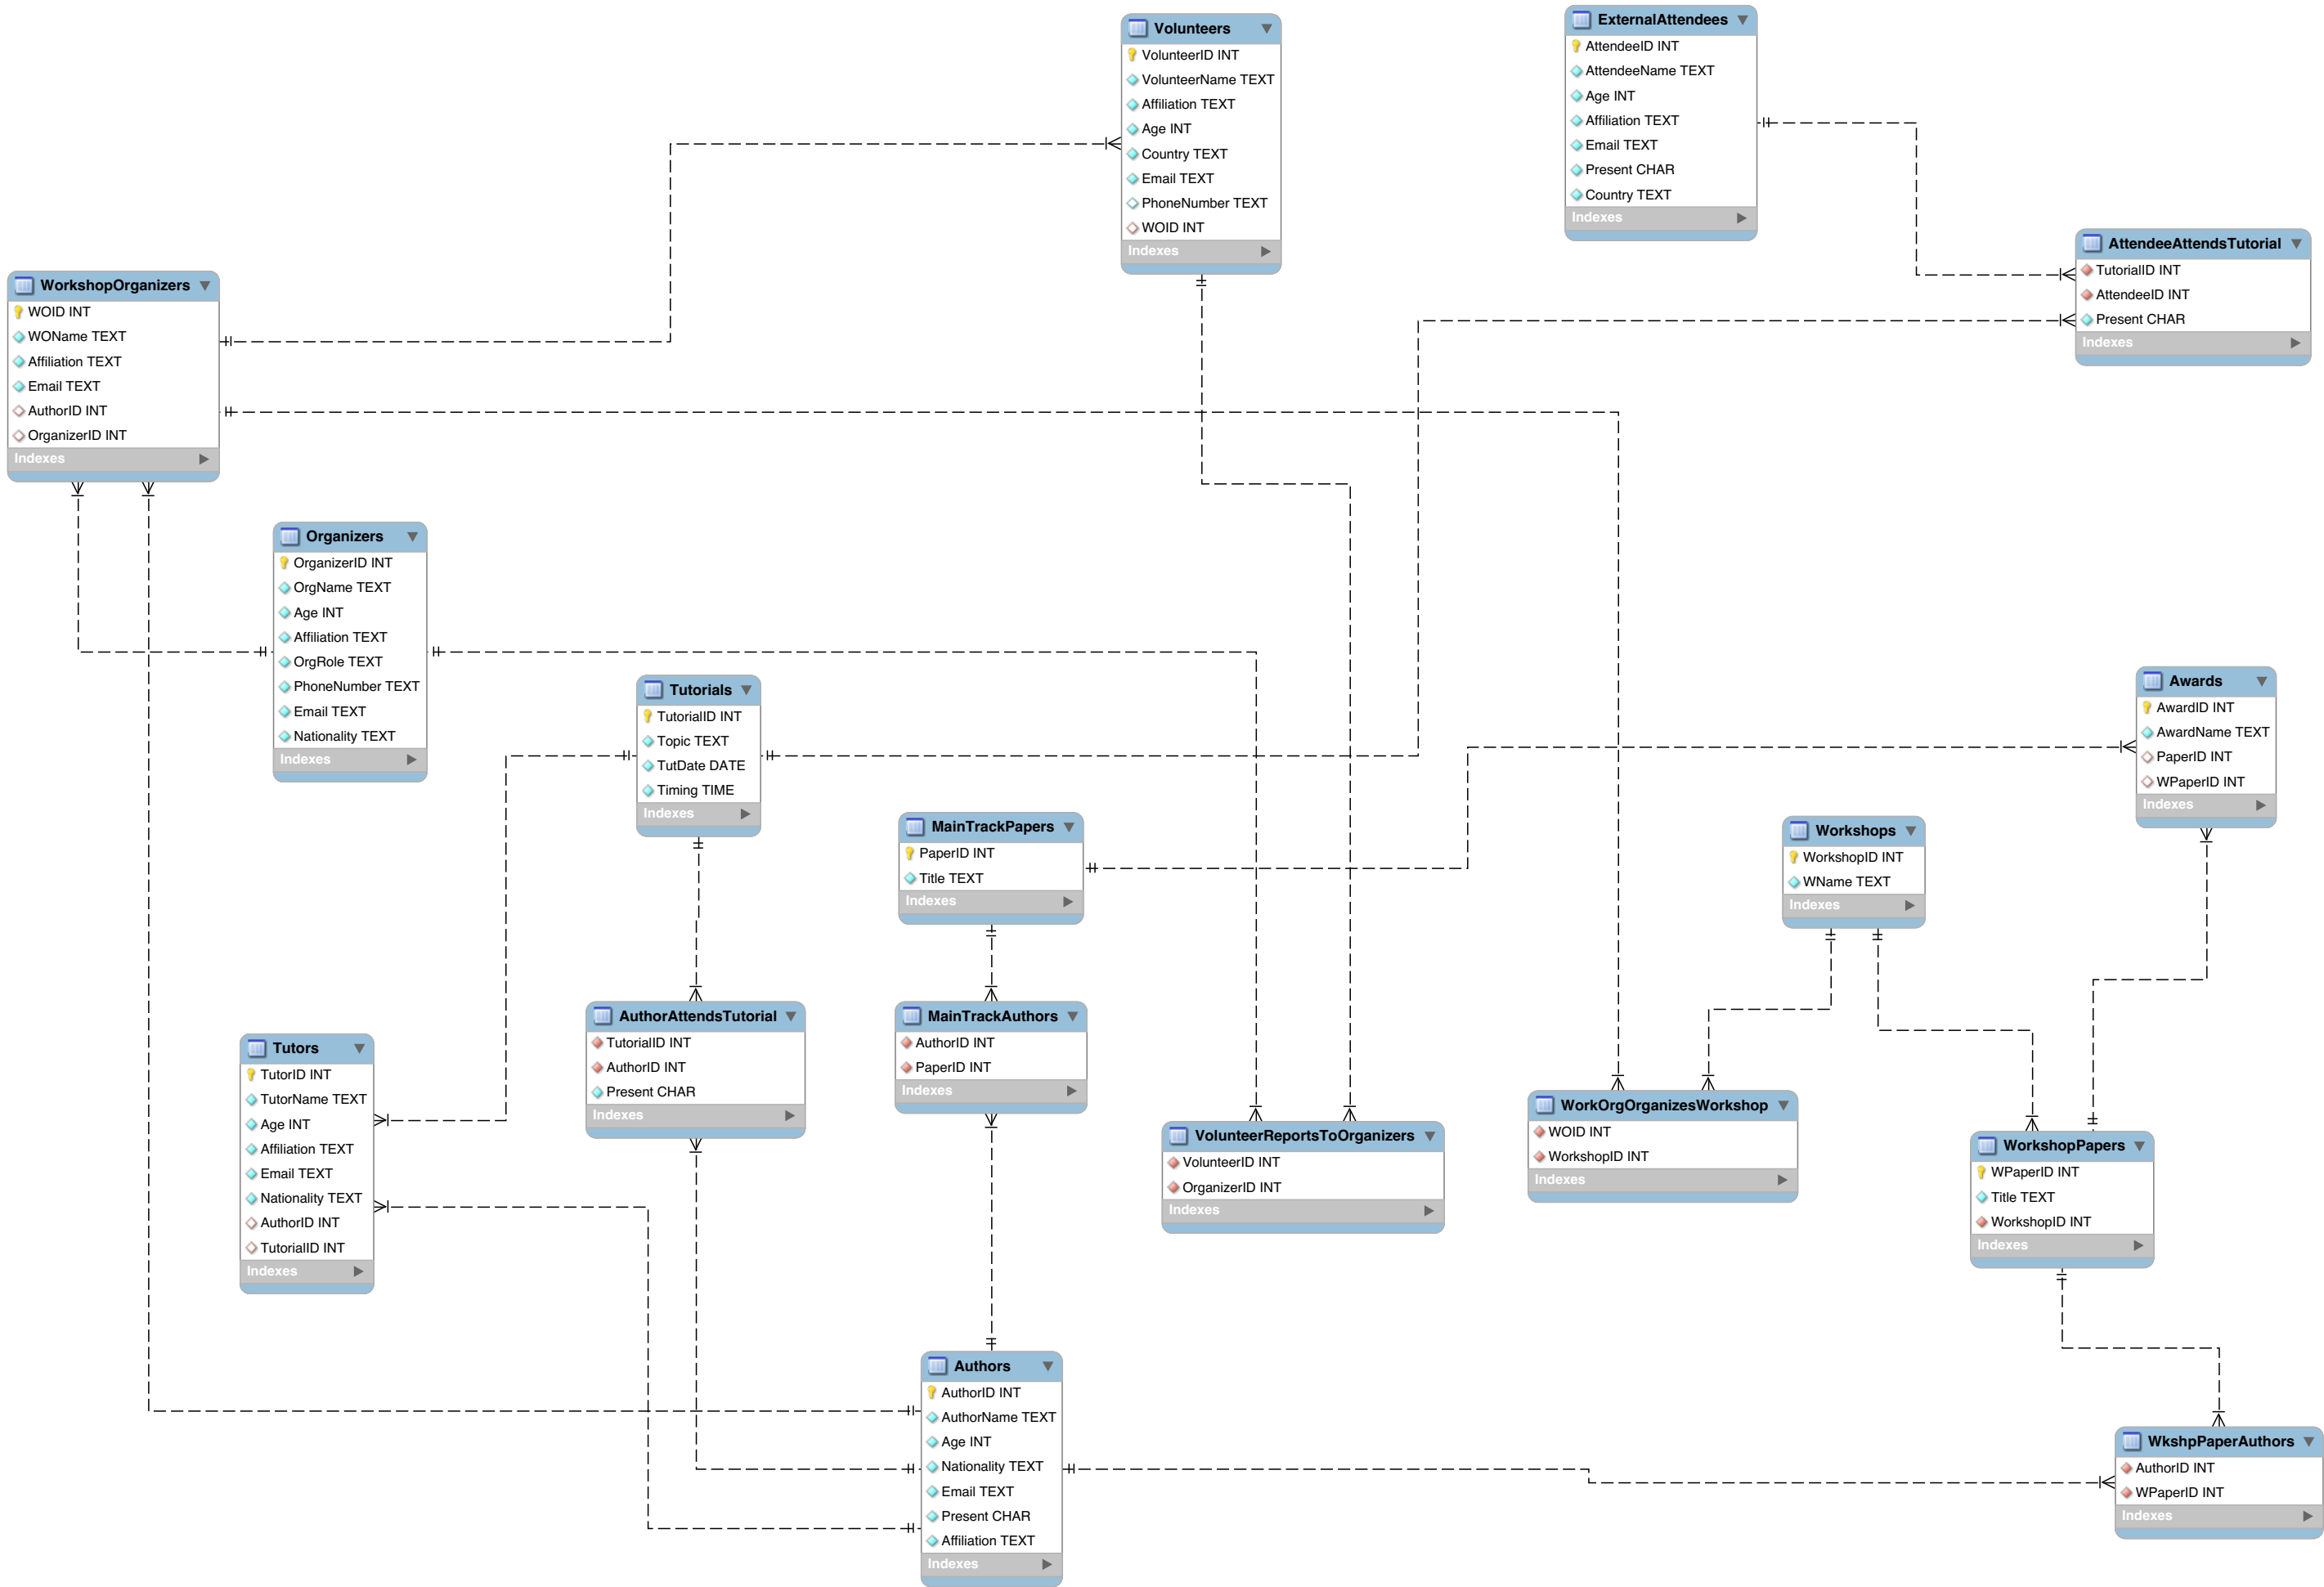 Volunteers
VolunteerID INT
VolunteerName TEXT
Affiliation TEXT
Age INT
Country TEXT
Email TEXT
PhoneNumber TEXT
WOID INT
Indexes
ExternalAttendees
AttendeeID INT
AttendeeName TEXT
Age INT
Affiliation TEXT
Email TEXT
Present CHAR
Country TEXT
Indexes
AttendeeAttendsTutorial
TutorialID INT
AttendeeID INT
Present CHAR
Indexes
WorkshopOrganizers
WOID INT
WOName TEXT
Affiliation TEXT
Email TEXT
AuthorID INT
OrganizerID INT
Indexes
Organizers
OrganizerID INT
OrgName TEXT
Age INT
Affiliation TEXT
OrgRole TEXT
PhoneNumber TEXT
Email TEXT
Nationality TEXT
Indexes
Tutorials
TutorialID INT
Topic TEXT
TutDate DATE
Timing TIME
Indexes
Awards
AwardID INT
AwardName TEXT
PaperID INT
WPaperID INT
Indexes
MainTrackPapers
PaperID INT
Title TEXT
Indexes
Workshops
WorkshopID INT
WName TEXT
Indexes
Tutors
TutorID INT
TutorName TEXT
Age INT
Affiliation TEXT
Email TEXT
Nationality TEXT
AuthorID INT
TutorialID INT
Indexes
AuthorAttendsTutorial
TutorialID INT
AuthorID INT
Present CHAR
Indexes
MainTrackAuthors
AuthorID INT
PaperID INT
Indexes
VolunteerReportsToOrganizers
VolunteerID INT
OrganizerID INT
Indexes
WorkOrgOrganizesWorkshop
WOID INT
WorkshopID INT
Indexes
WorkshopPapers
WPaperID INT
Title TEXT
WorkshopID INT
Indexes
Authors
AuthorID INT
AuthorName TEXT
Age INT
Nationality TEXT
Email TEXT
Present CHAR
Affiliation TEXT
Indexes
WkshpPaperAuthors
AuthorID INT
WPaperID INT
Indexes